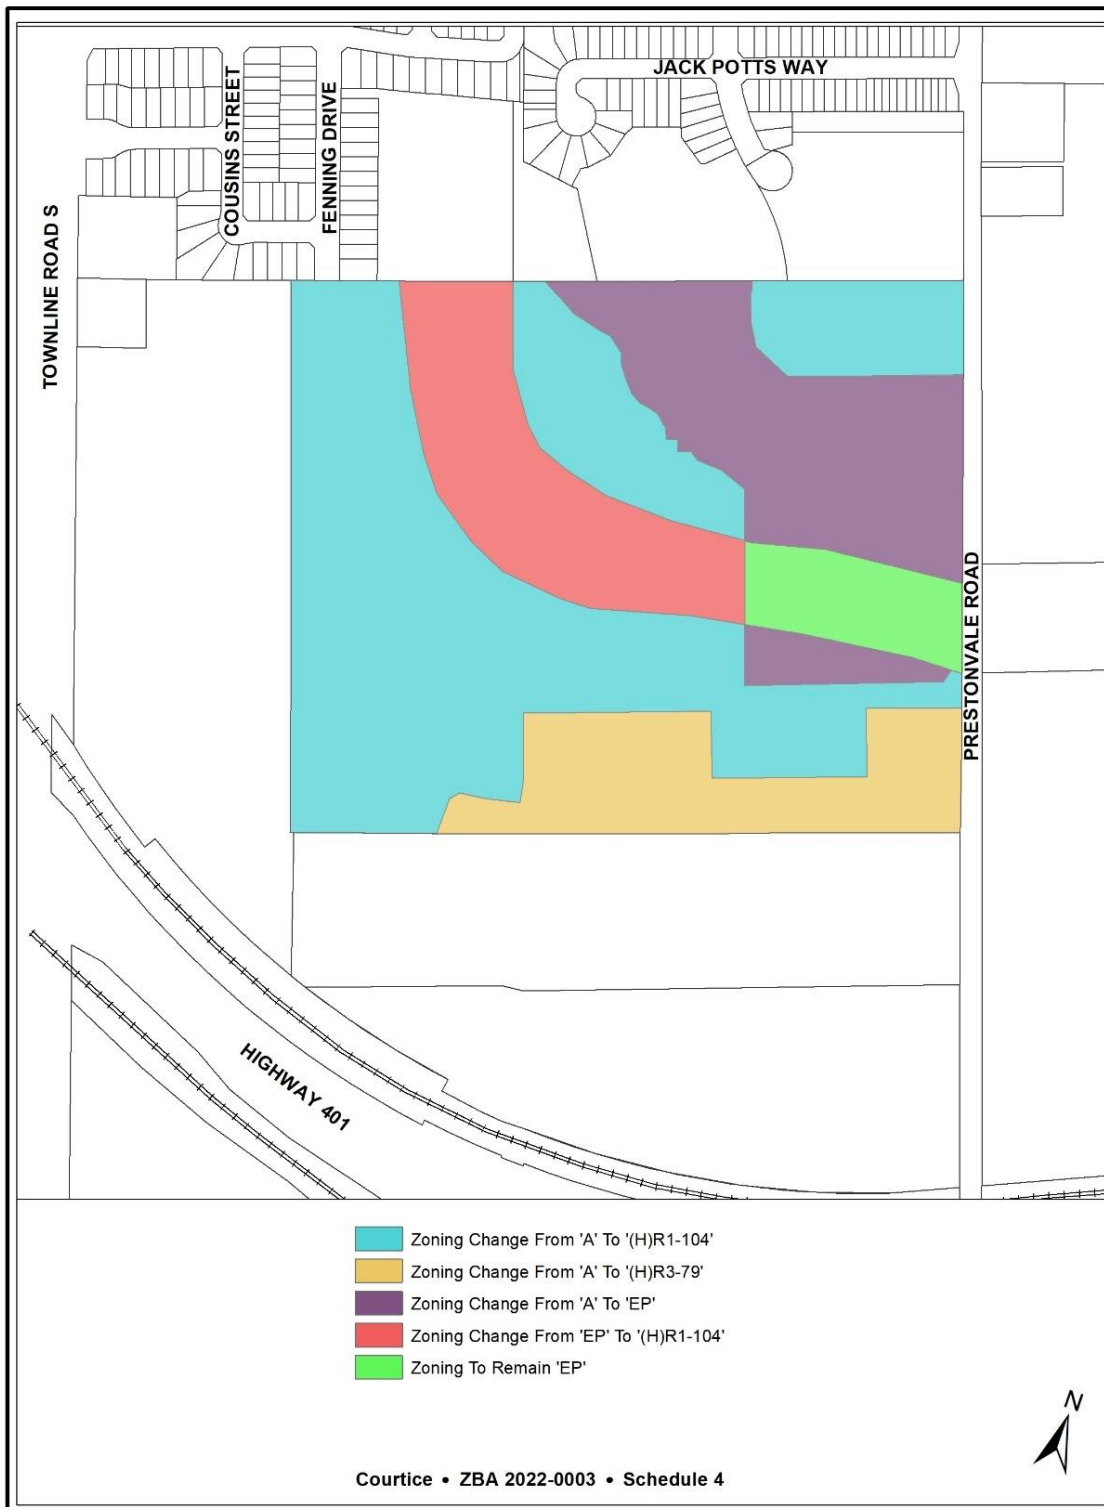 JACK POTTS WAY
COUSINS STREET
FENNING DRIVE
TOWNLINE ROAD S
PRESTONVALE ROAD
HIGHWAY 401
Zoning Change From 'A' To '(H)R1-104'
Zoning Change From 'A' To '(H)R3-79'
Zoning Change From 'A' To 'EP'
Zoning Change From 'EP' To '(H)R1-104'
Zoning To Remain 'EP'
N
Courtice • ZBA 2022-0003 • Schedule 4